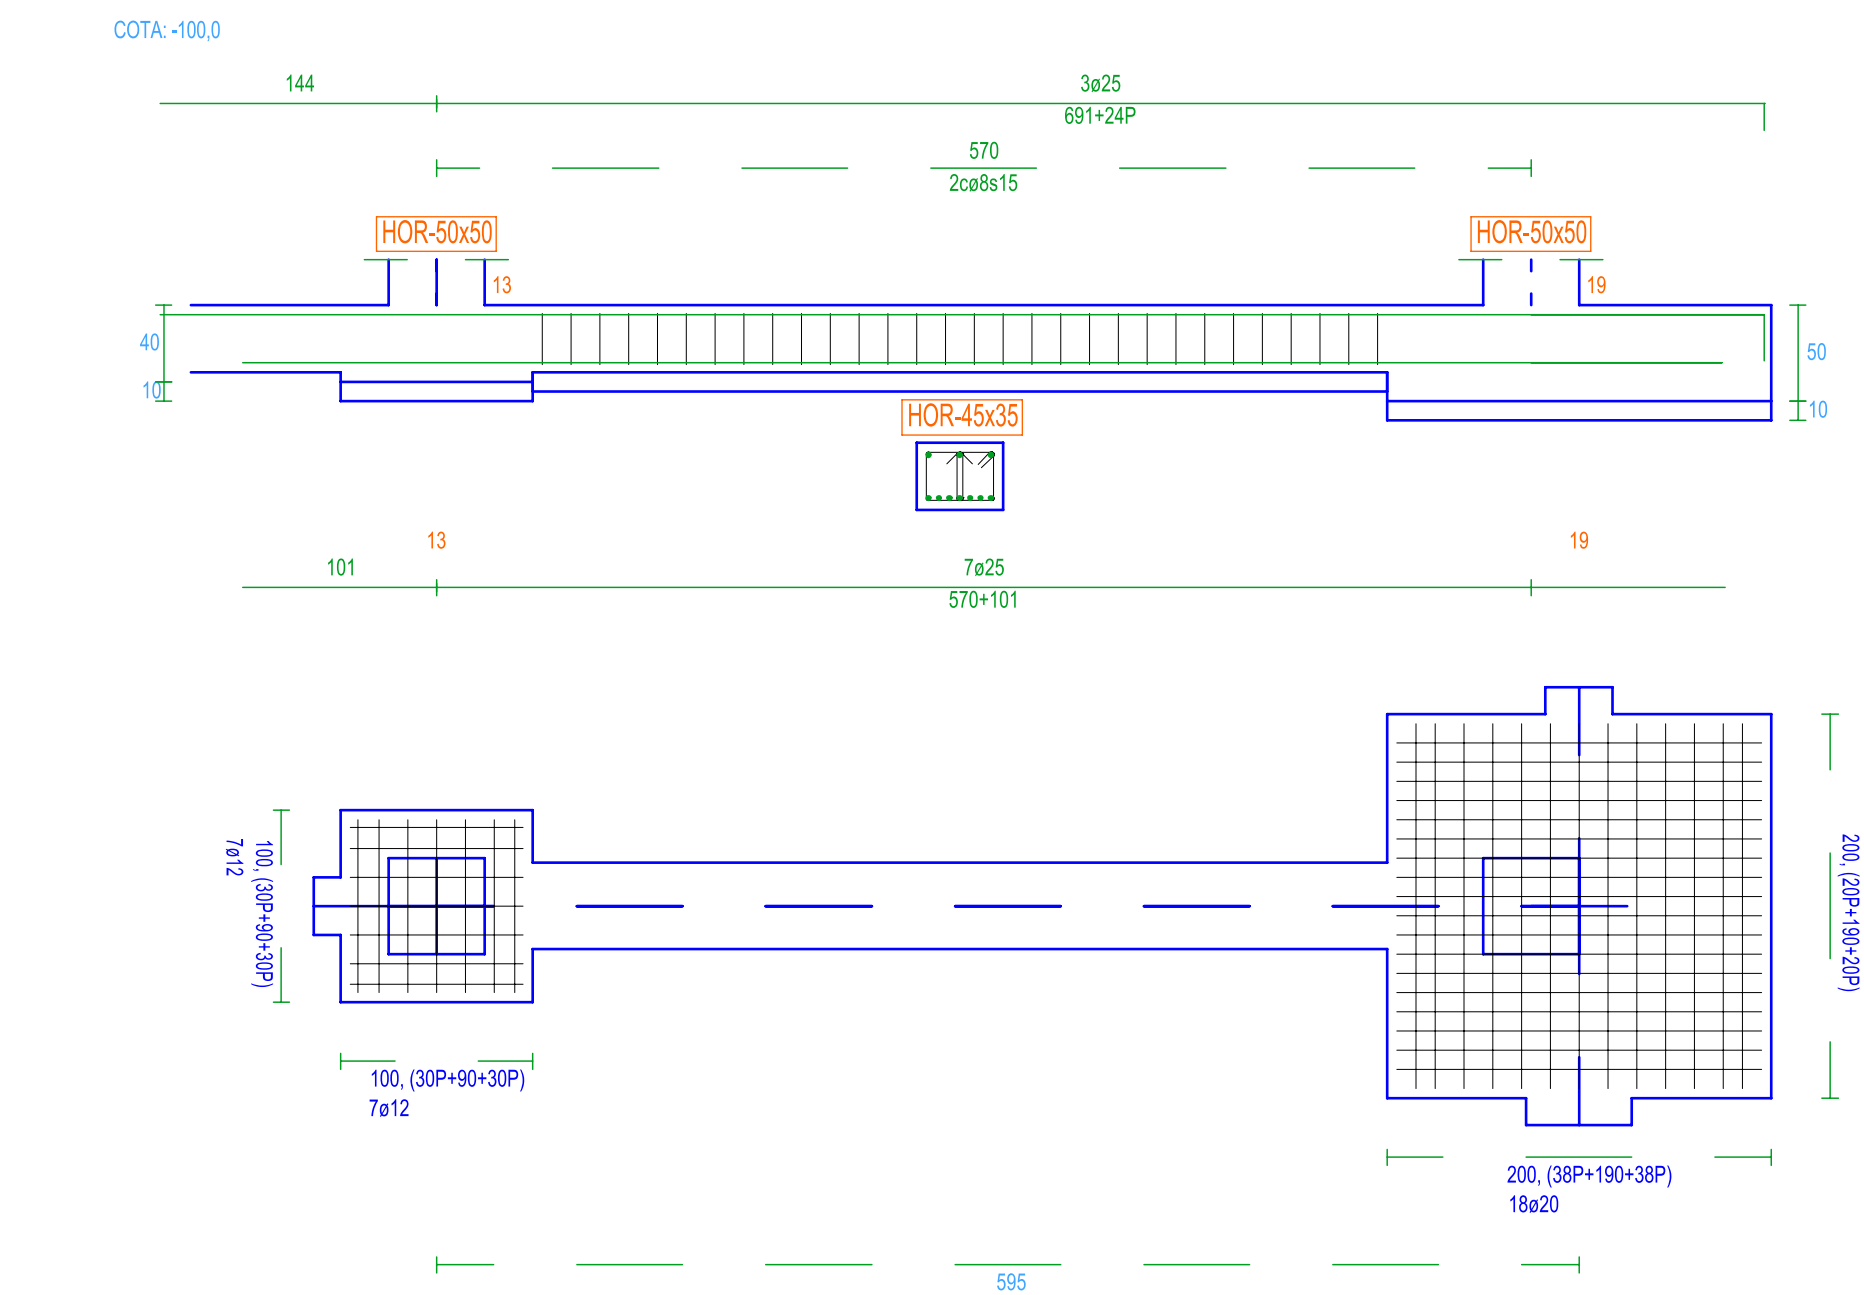 COTA: -100,0
144
3ø25
691+24P
570
2cø8s15
HOR-50x50
HOR-50x50
13
19
40
50
10
10
HOR-45x35
13
19
101
7ø25
570+101
100, (30P+90+30P)
7ø12
200, (20P+190+20P)
100, (30P+90+30P)
7ø12
200, (38P+190+38P)
18ø20
595